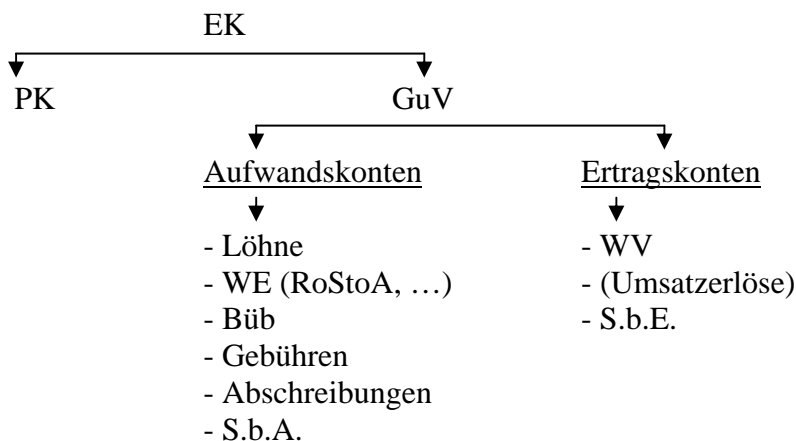 EK
PK GuV
Aufwandskonten Ertragskonten
- Löhne - WV
- WE (RoStoA, …) - (Umsatzerlöse)
- Büb - S.b.E.
- Gebühren
- Abschreibungen
- S.b.A.